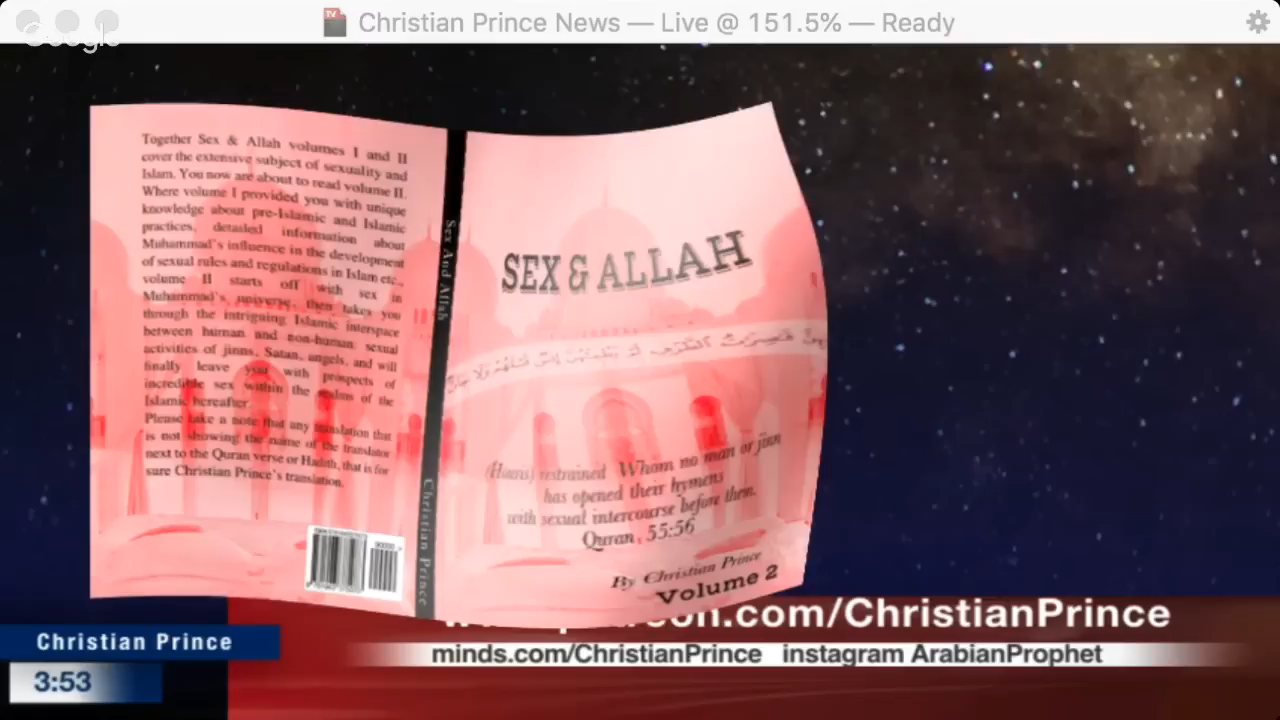 Christian Prince News — Live @ 151.5% — Ready
Google
Together Sex & Allah volumes I and II
cover the extensive subject of sexuality and
Islam. You now are about to read volume II.
Where volume I provided you with unique
knowledge about pre-Islamic and Islamic
practices, detailed information about
Muhammad's influence in the development
of sexual rules and regulations in Islam etc.,
volume II starts off with sex in
Muhammad's universe, then takes you
through the intriguing Islamic interspace
between human and non-human sexual
activities of jinns, Satan, angels, and will
finally leave you with prospects of
incredible sex within the realms of the
Islamic hereafter.
Please take a note that any translation that
is not showing the name of the translator
next to the Quran verse or Hadith, that is for
sure Christian Prince's translation.
Sex And Allah
Christian Prince
SEX & ALLAH
(Houris) restrained Whom no man or jinn
has opened their hymens
with sexual intercourse before them.
Quran, 55:56
By Christian Prince
Volume 2
.com/ChristianPrince
minds.com/ChristianPrince instagram ArabianProphet
Christian Prince
3:53